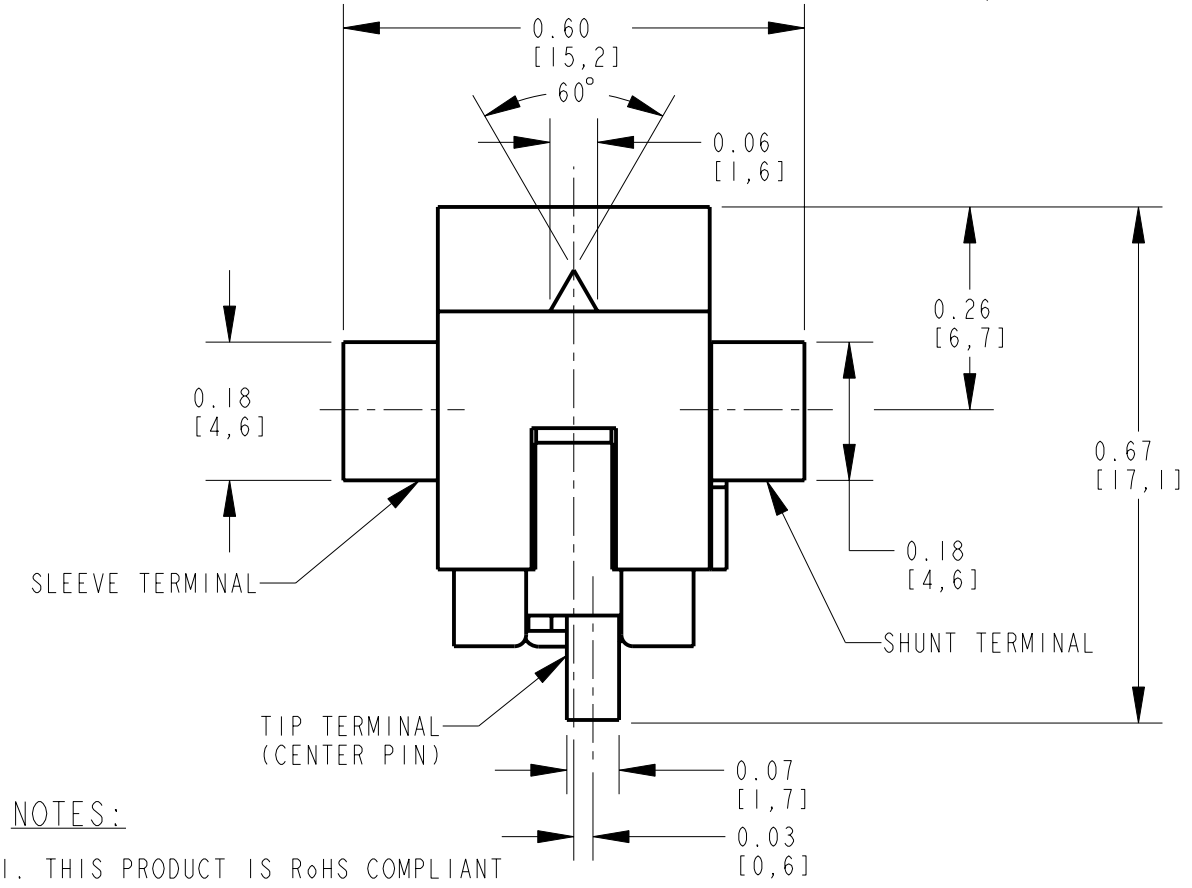 0.60
[15,2]
60°
0.06
[1,6]
0.26
[6,7]
0.18
[4,6]
0.67
[17,1]
0.18
[4,6]
SLEEVE TERMINAL
SHUNT TERMINAL
TIP TERMINAL
(CENTER PIN)
0.07
[1,7]
0.03
[0,6]
NOTES:
1. THIS PRODUCT IS RoHS COMPLIANT